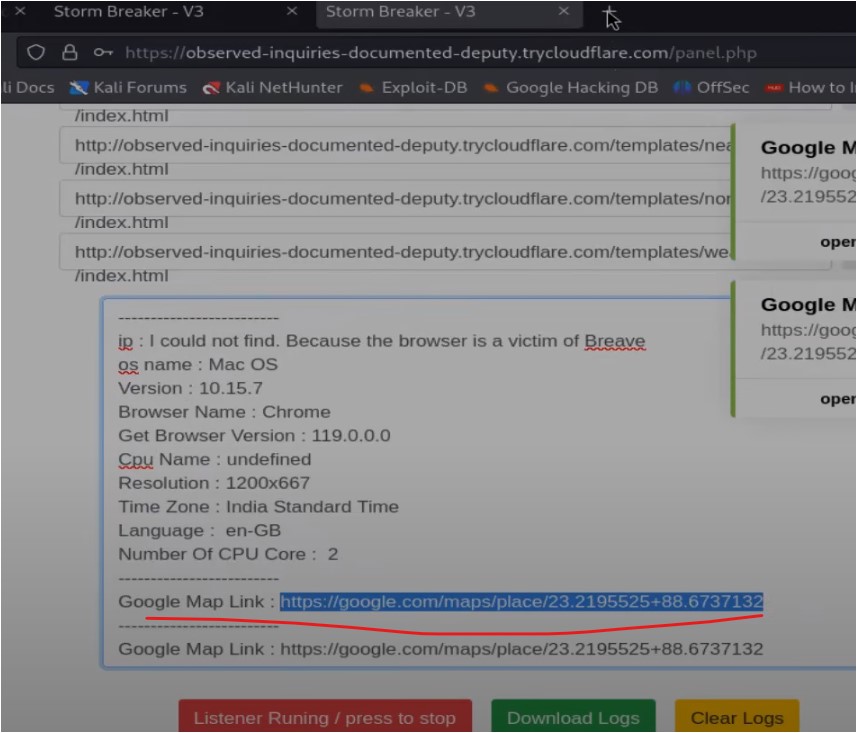 Storm Breaker - V3
Storm Breaker - V3
https://observed-inquiries-documented-deputy.trycloudflare.com/panel.php
li Docs Kali Forums Kali NetHunter Exploit-DB Google Hacking DB OffSec How to I
/index.html
http://observed-inquiries-documented-deputy.trycloudflare.com/templates/nea
/index.html
http://observed-inquiries-documented-deputy.trycloudflare.com/templates/nor
/index.html
http://observed-inquiries-documented-deputy.trycloudflare.com/templates/we
/index.html
Google M
https://goog
/23.219552
open
Google M
https://goog
/23.219552
open
-------------------------
ip : I could not find. Because the browser is a victim of Breave
os name : Mac OS
Version : 10.15.7
Browser Name : Chrome
Get Browser Version : 119.0.0.0
Cpu Name : undefined
Resolution : 1200x667
Time Zone : India Standard Time
Language : en-GB
Number Of CPU Core : 2
-------------------------
Google Map Link : https://google.com/maps/place/23.2195525+88.6737132
-------------------------
Google Map Link : https://google.com/maps/place/23.2195525+88.6737132
Listener Runing / press to stop
Download Logs
Clear Logs